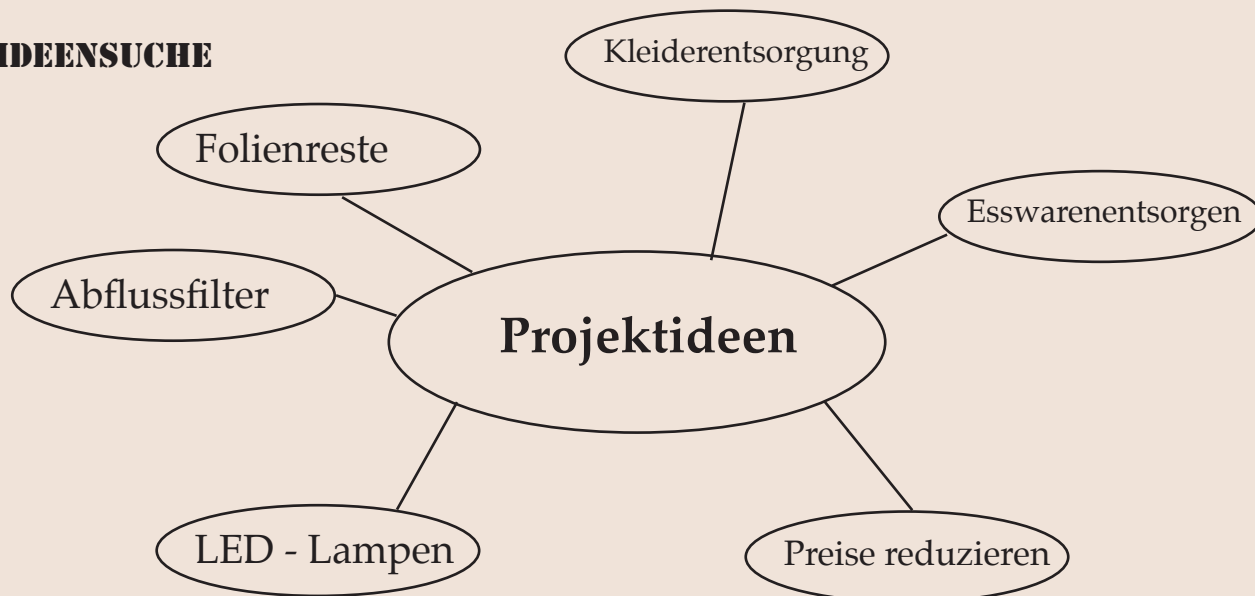 IDEENSUCHE
Kleiderentsorgung
Folienreste
Esswarenentsorgen
Abflussfilter
Projektideen
LED - Lampen
Preise reduzieren